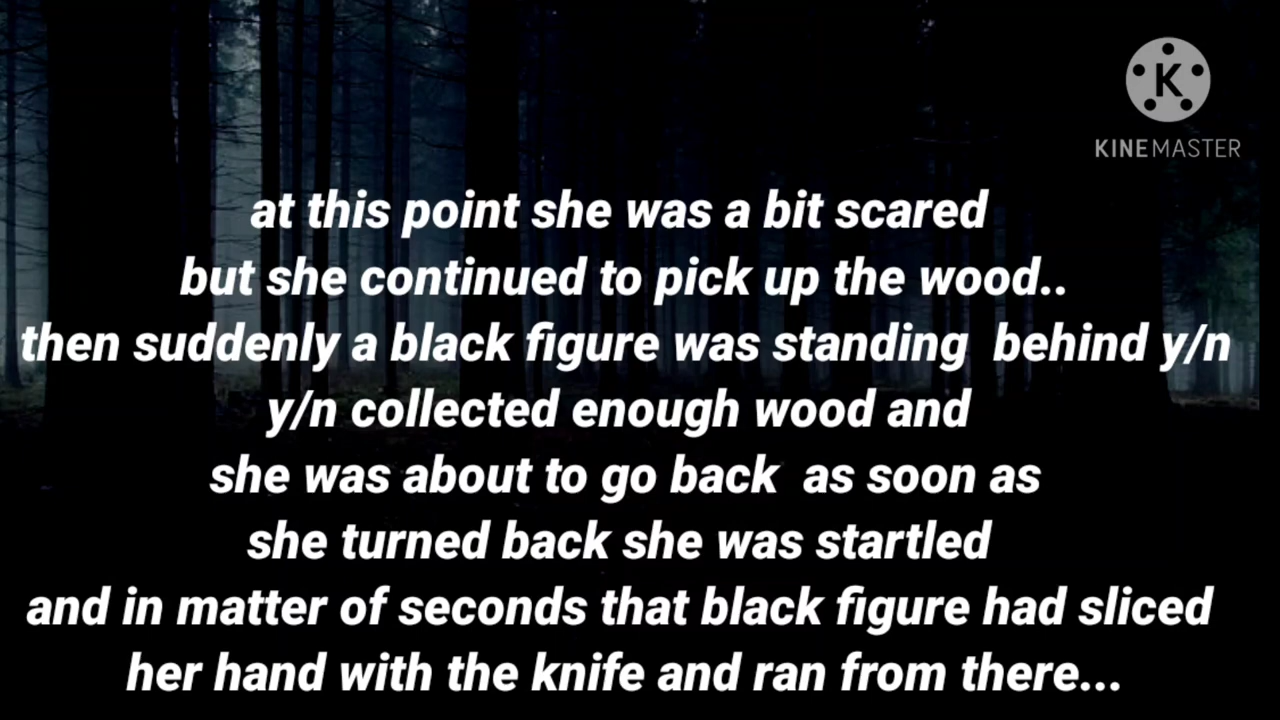 KINEMASTER
at this point she was a bit scared
but she continued to pick up the wood..
then suddenly a black figure was standing behind y/n
y/n collected enough wood and
she was about to go back as soon as
she turned back she was startled
and in matter of seconds that black figure had sliced
her hand with the knife and ran from there...